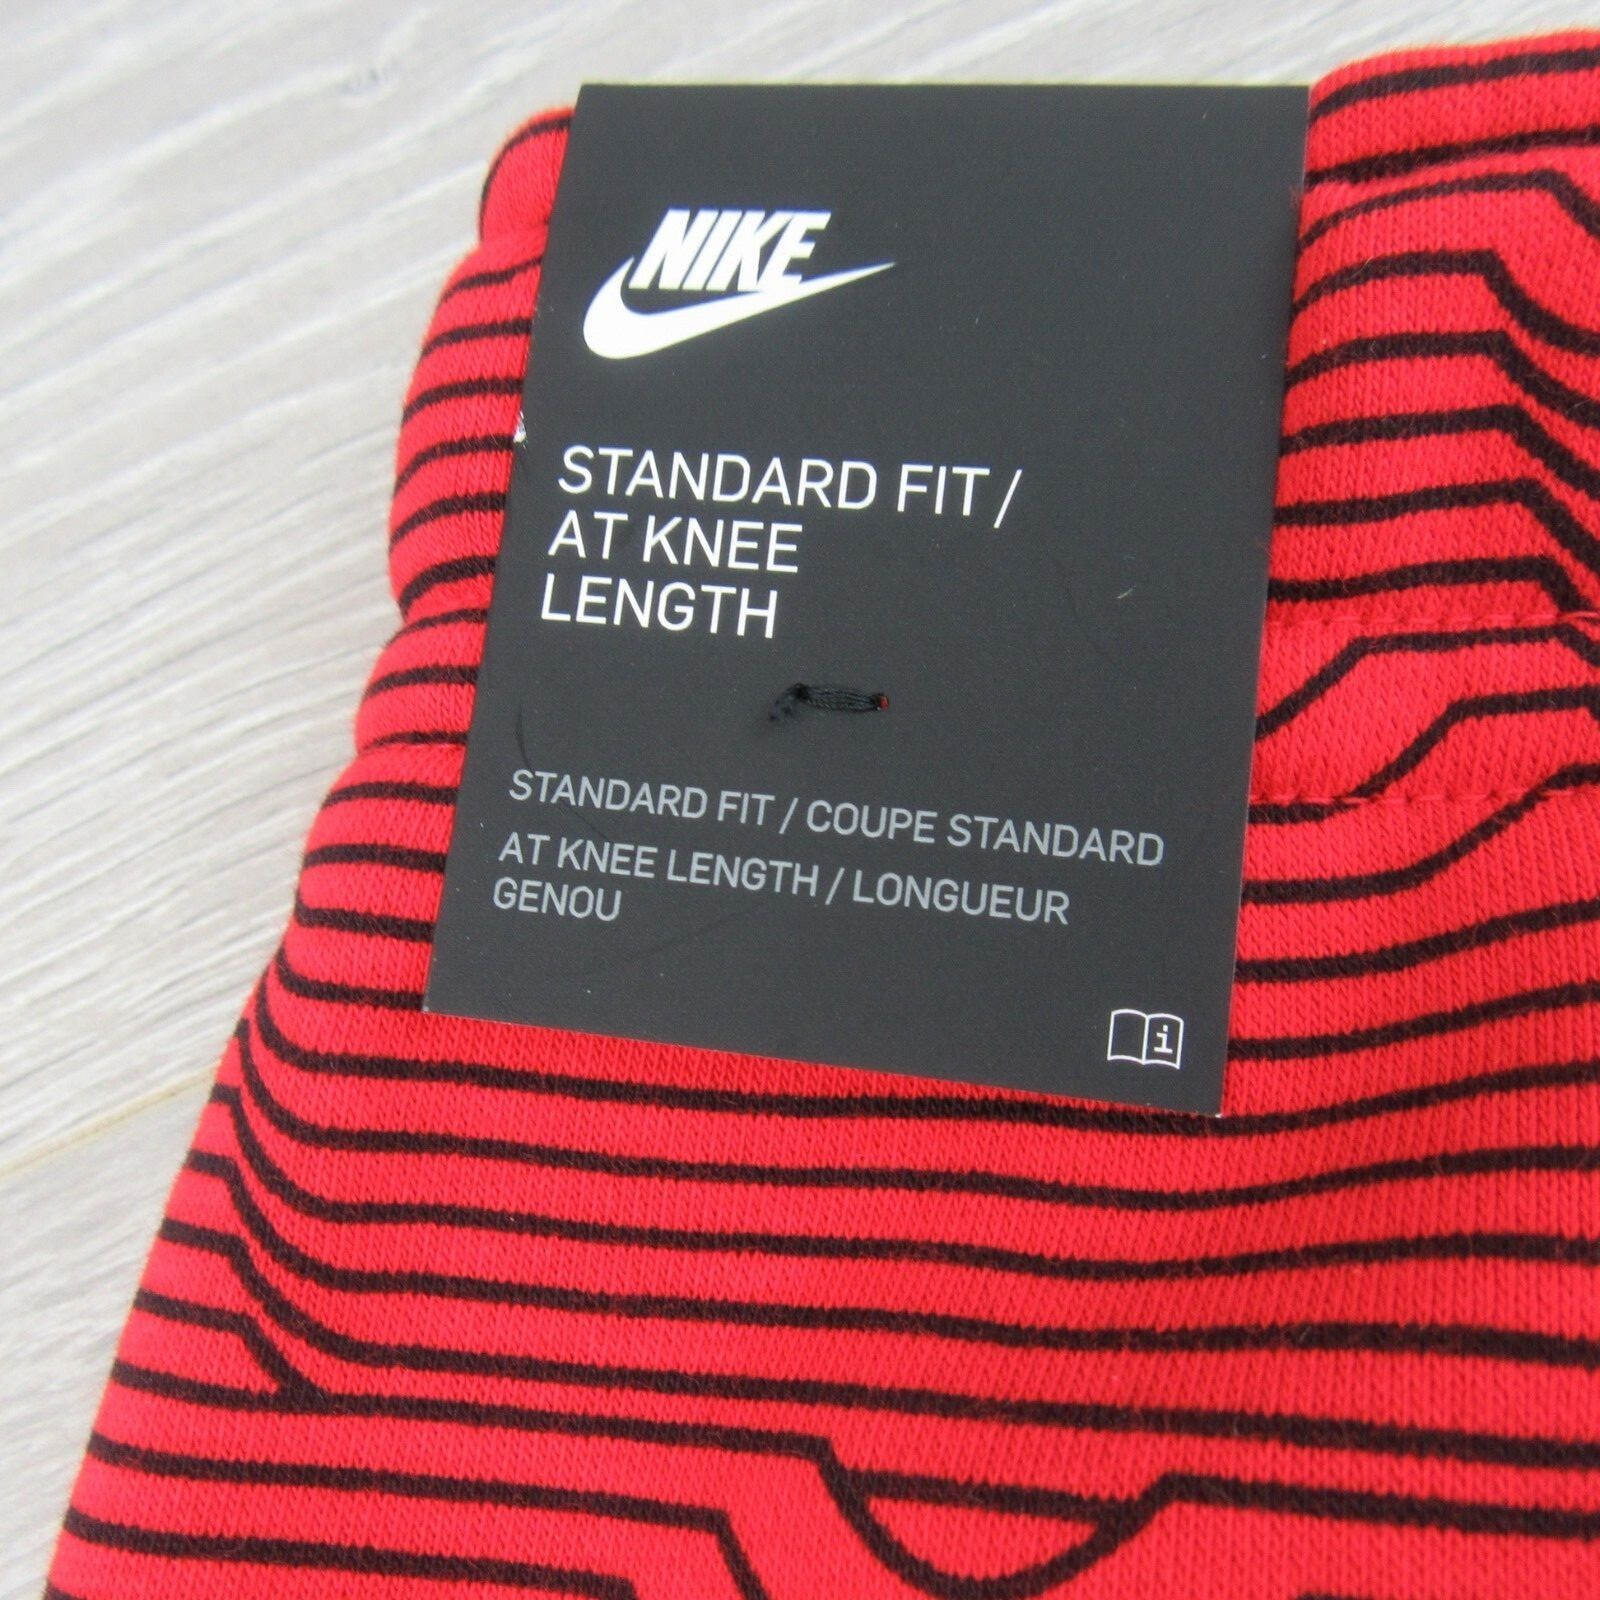 NIKE
STANDARD FIT /
AT KNEE
LENGTH
STANDARD FIT / COUPE STANDARD
AT KNEE LENGTH / LONGUEUR
GENOU
i